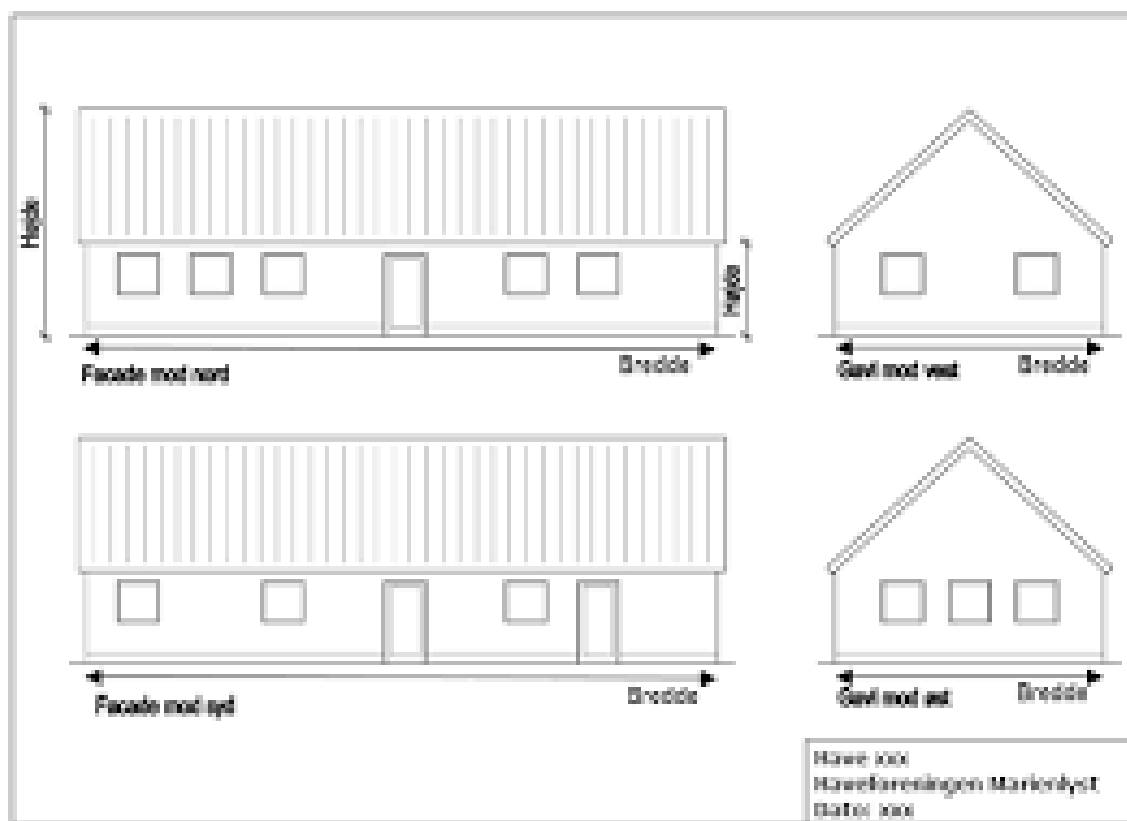 Højde
Højde
Facade mod nord
Bredde
Gavl mod vest
Bredde
Facade mod syd
Bredde
Gavl mod øst
Bredde
Have xxx
Haveforeningen Marienlyst
Dato: xxx